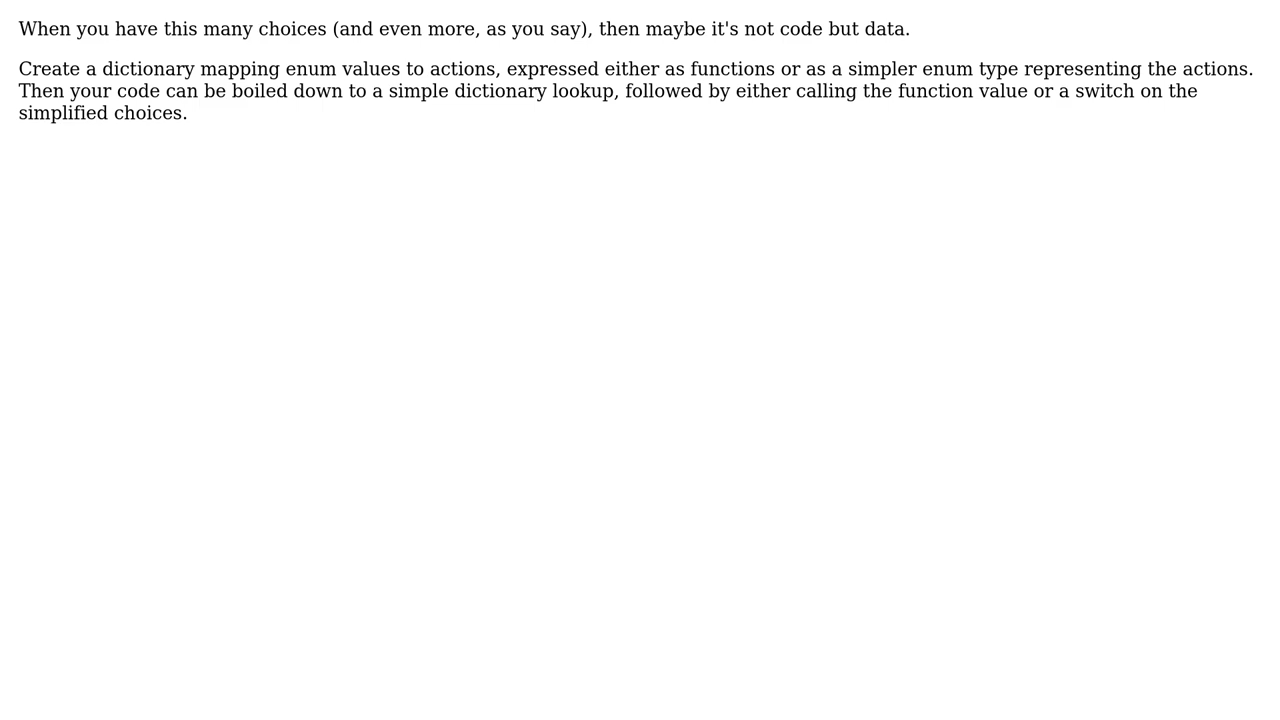 When you have this many choices (and even more, as you say), then maybe it's not code but data.
Create a dictionary mapping enum values to actions, expressed either as functions or as a simpler enum type representing the actions.
Then your code can be boiled down to a simple dictionary lookup, followed by either calling the function value or a switch on the
simplified choices.